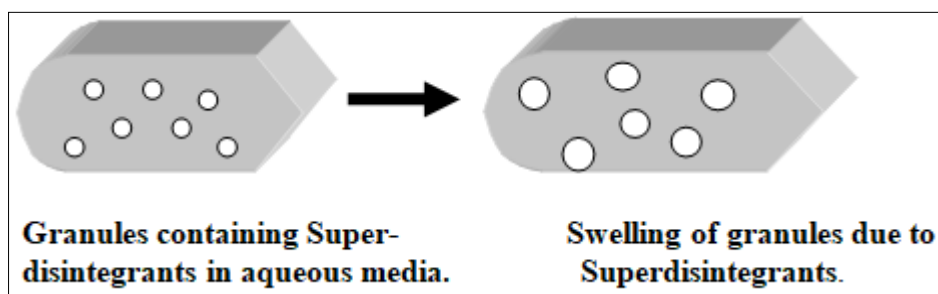 Granules containing Super-
disintegrants in aqueous media.
Swelling of granules due to
Superdisintegrants.